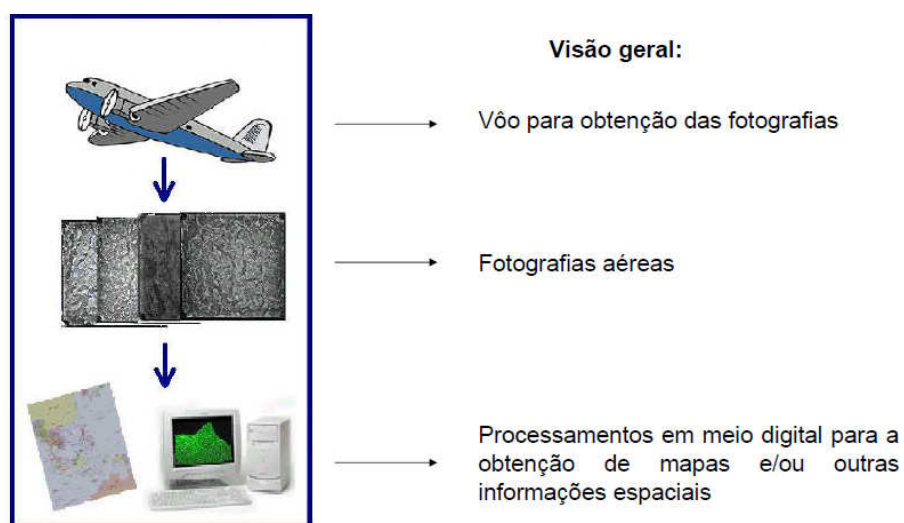 Visão geral:
Vôo para obtenção das fotografias
Fotografias aéreas
Processamentos em meio digital para a
obtenção de mapas e/ou outras
informações espaciais